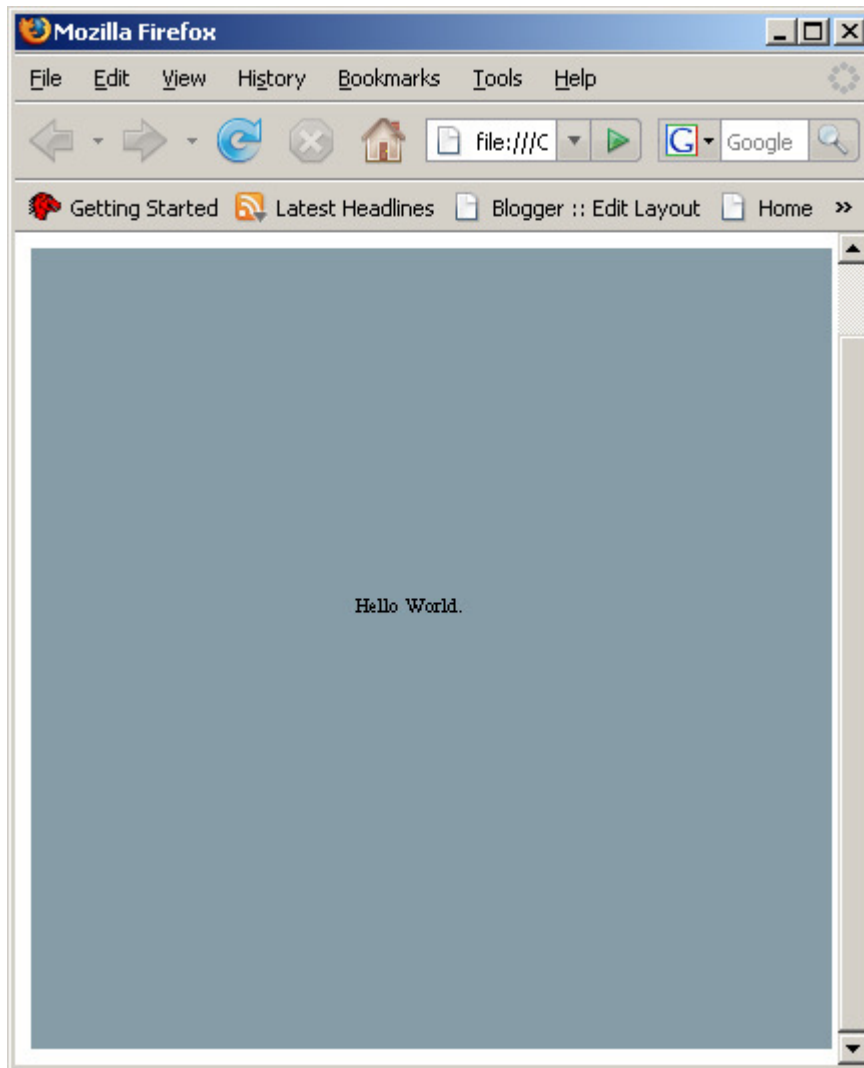 Mozilla Firefox
File Edit View History Bookmarks Tools Help
file:///C G Google
Getting Started Latest Headlines Blogger :: Edit Layout Home »
Hello World.